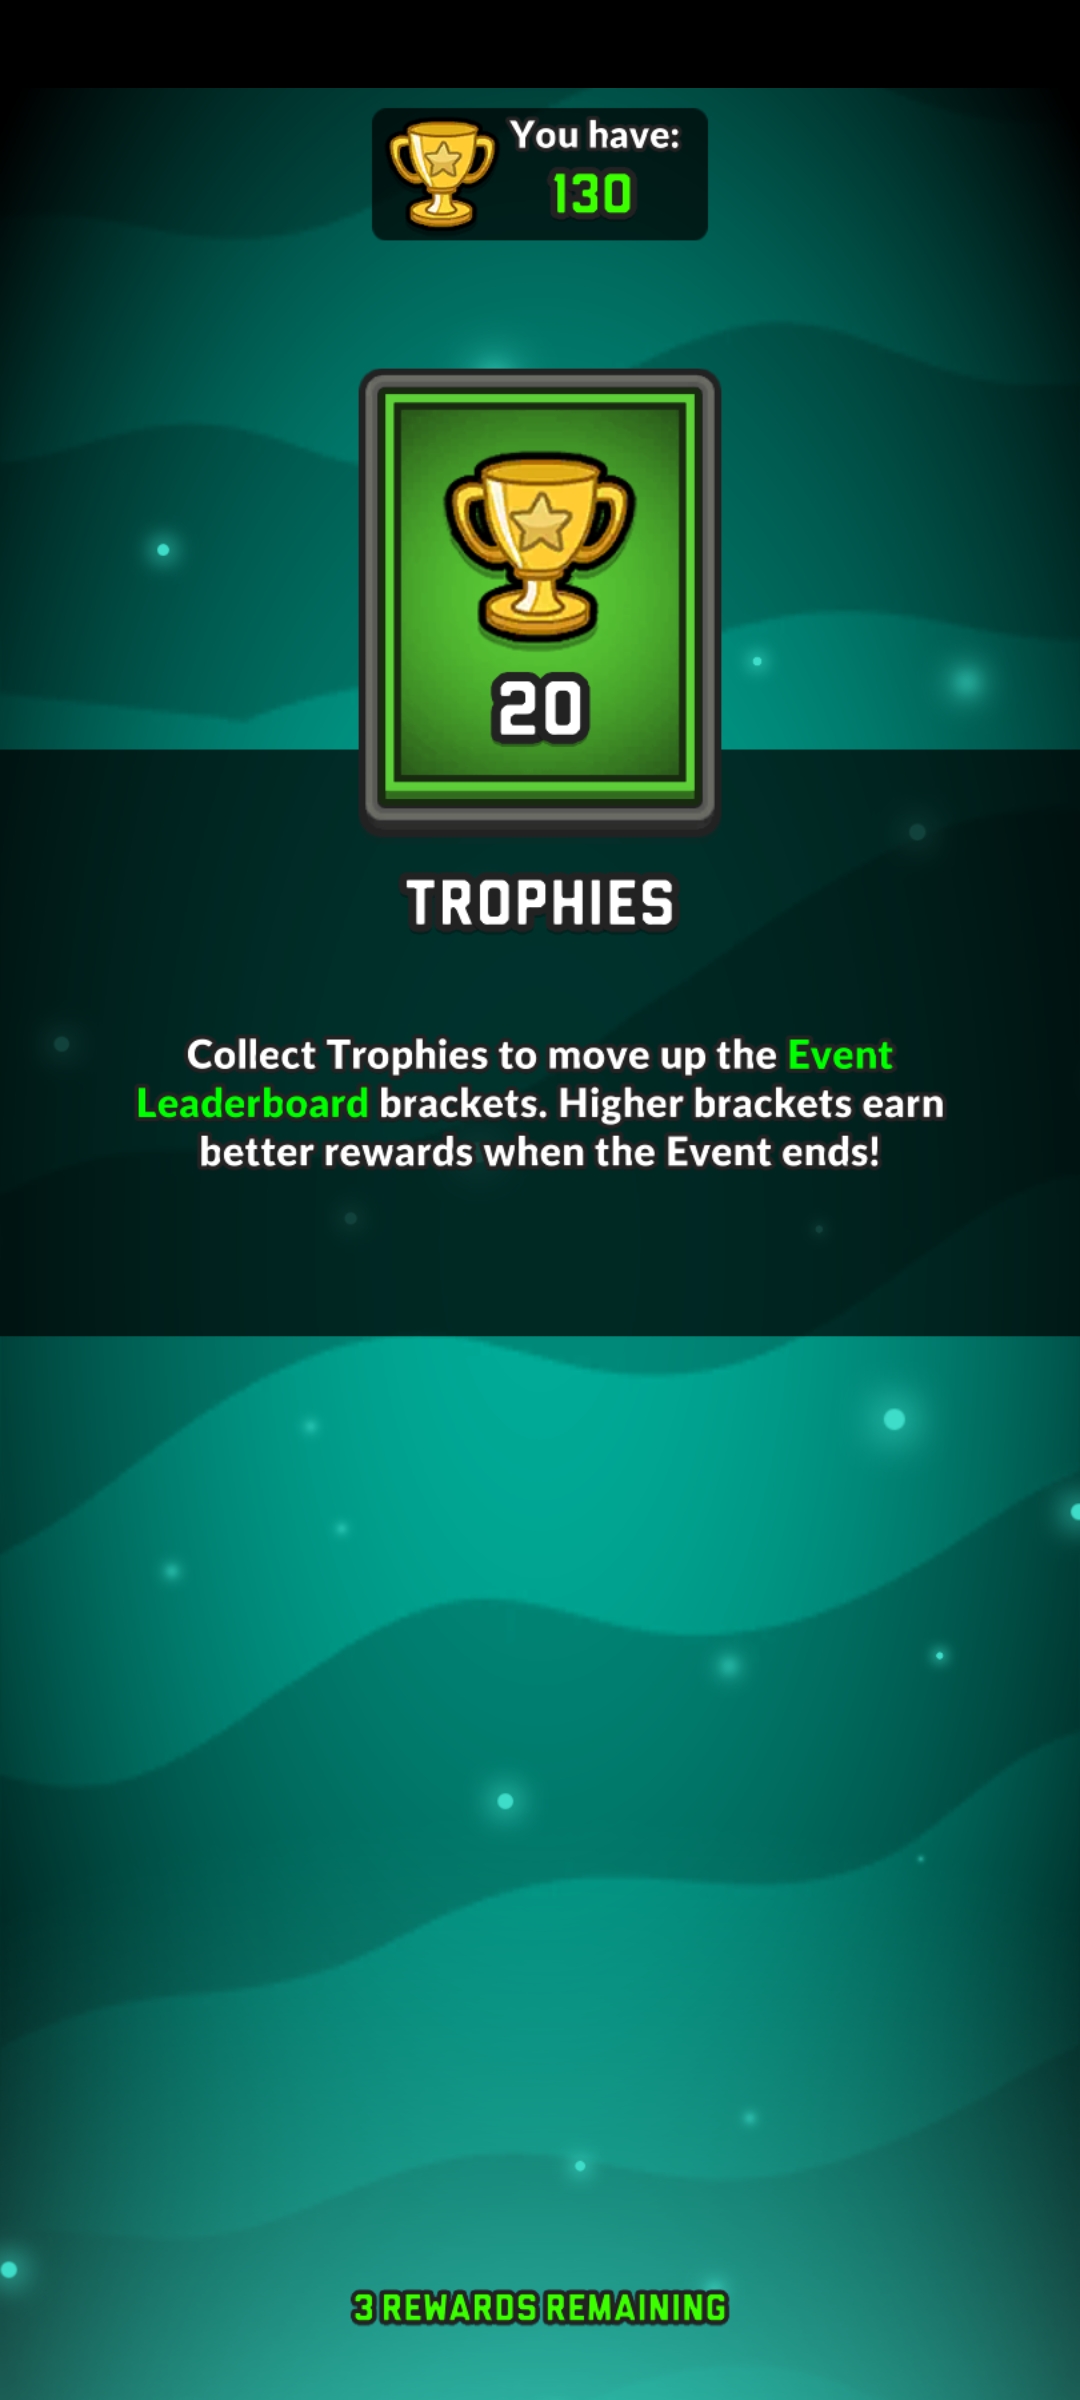 You have:
130
20
TROPHIES
Collect Trophies to move up the Event
Leaderboard brackets. Higher brackets earn
better rewards when the Event ends!
3 REWARDS REMAINING